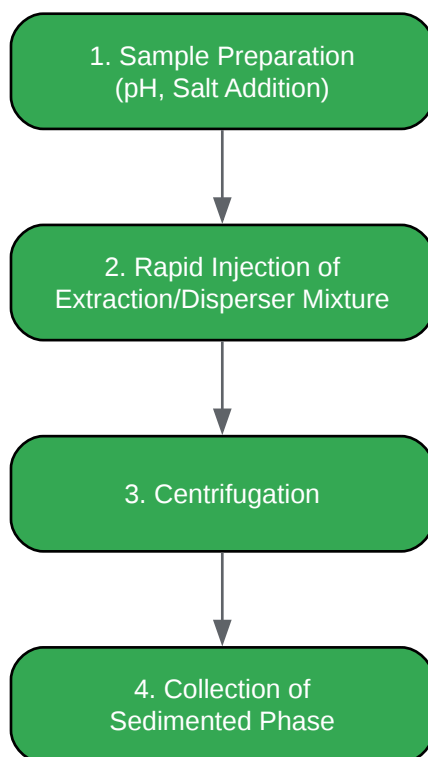 1. Sample Preparation
(pH, Salt Addition)
2. Rapid Injection of
Extraction/Disperser Mixture
3. Centrifugation
4. Collection of
Sedimented Phase